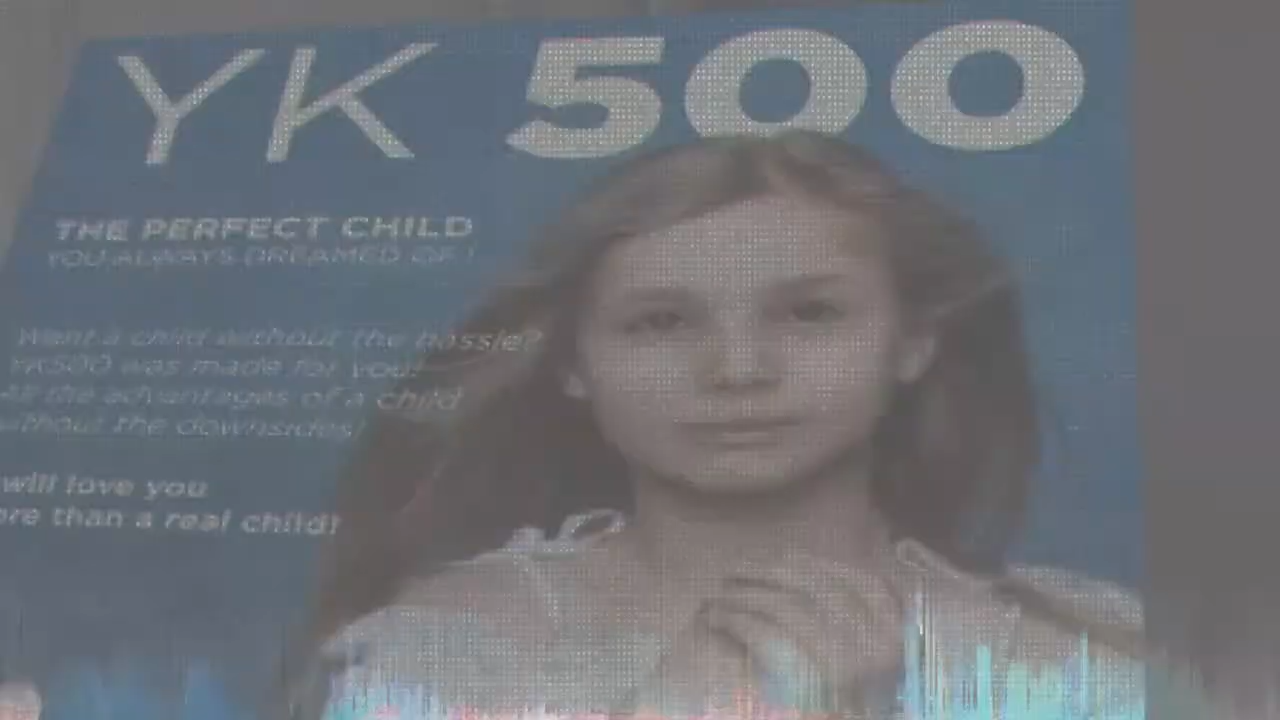 YK 500
THE PERFECT CHILD
YOU ALWAYS DREAMED OF !
Want a child without the hassle?
YK500 was made for you!
the advantages of a child
the downsides!
will love you
than a real child!